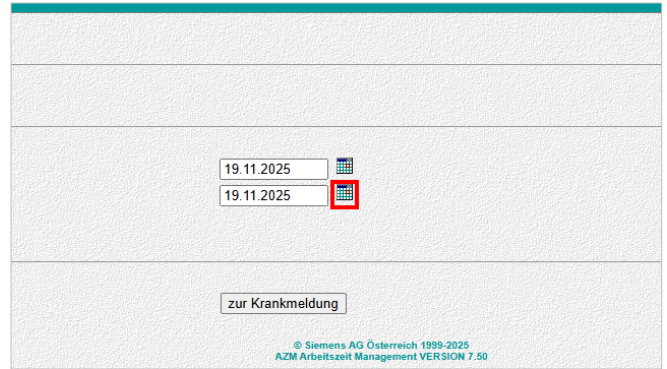 19.11.2025
19.11.2025
zur Krankmeldung
© Siemens AG Österreich 1999-2025
AZM Arbeitszeit Management VERSION 7.50